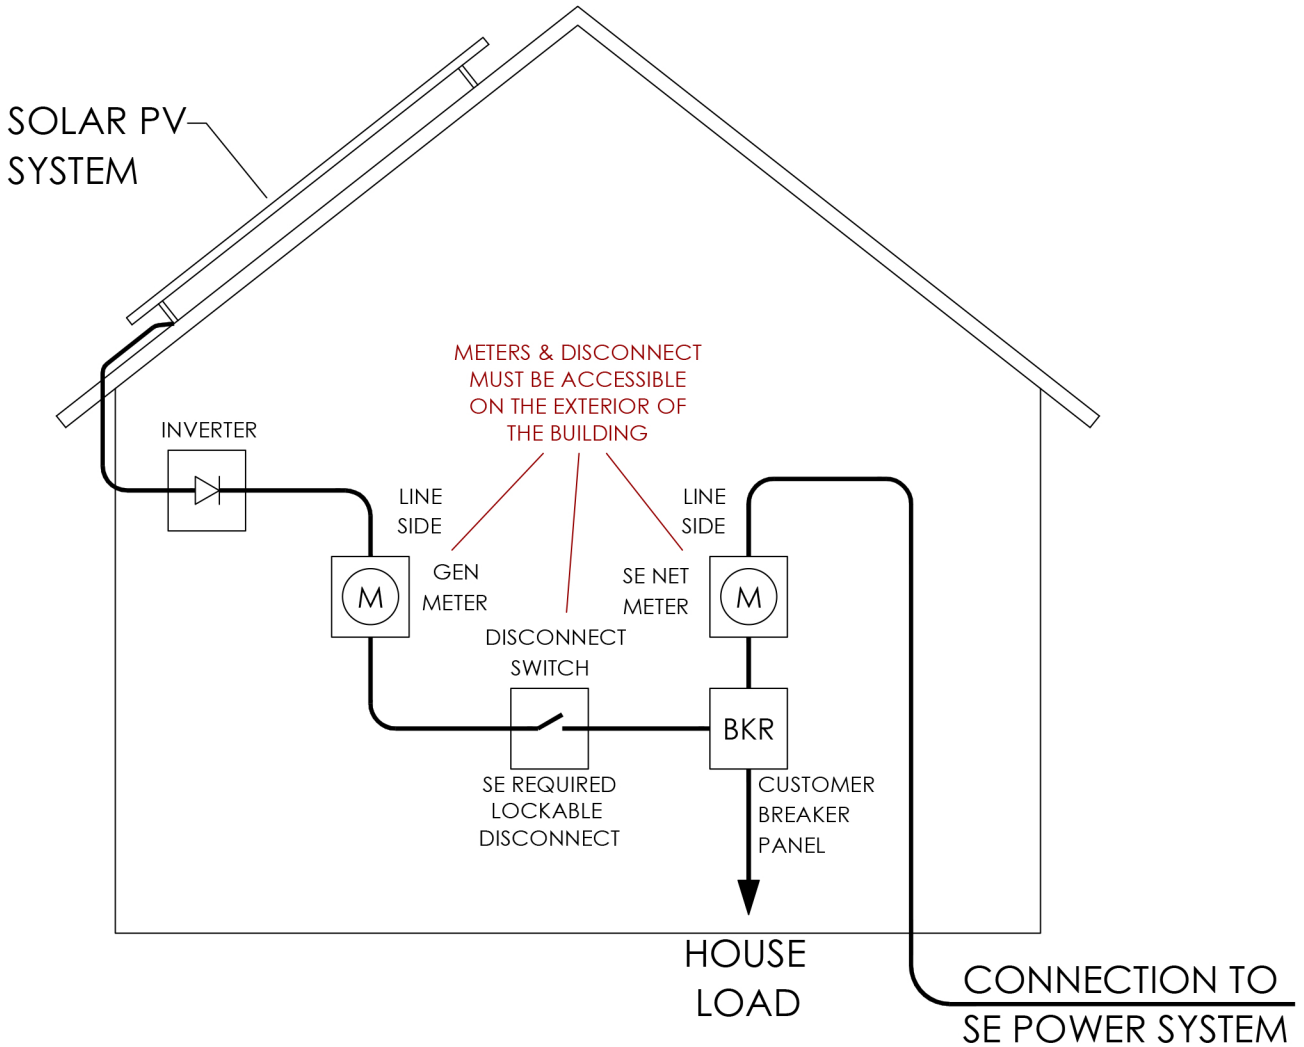 SOLAR PV
SYSTEM
METERS & DISCONNECT
MUST BE ACCESSIBLE
ON THE EXTERIOR OF
THE BUILDING
INVERTER
LINE
SIDE
LINE
SIDE
GEN
METER
M
SE NET
METER
M
DISCONNECT
SWITCH
BKR
SE REQUIRED
LOCKABLE
DISCONNECT
CUSTOMER
BREAKER
PANEL
HOUSE
LOAD
CONNECTION TO
SE POWER SYSTEM